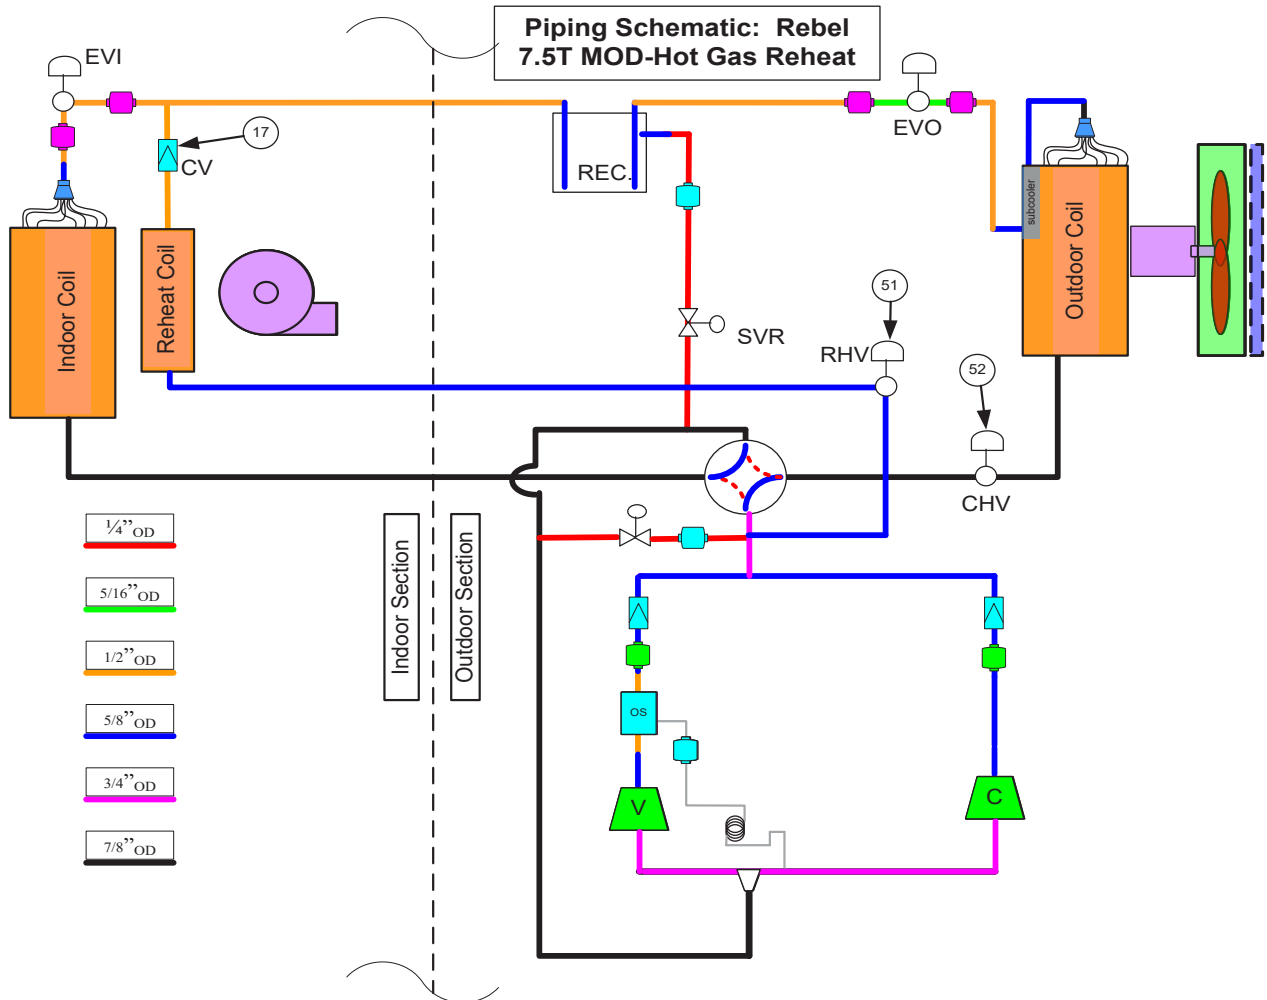 Piping Schematic: Rebel
7.5T MOD-Hot Gas Reheat
EVI
17
CV
REC.
EVO
subcooler
Outdoor Coil
Indoor Coil
Reheat Coil
51
SVR
RHV
52
CHV
Indoor Section
Outdoor Section
1/4”OD
5/16”OD
1/2”OD
5/8”OD
3/4”OD
7/8”OD
OS
V
C